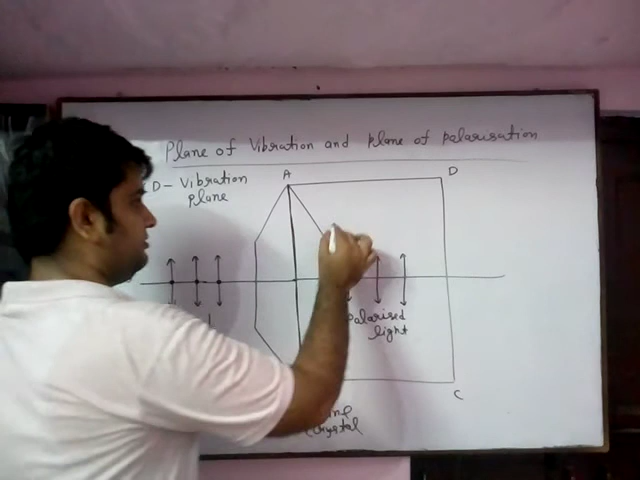 Plane of Vibration and plane of polarisation
D - Vibration
plane
A
D
polarised
light
C
crystal